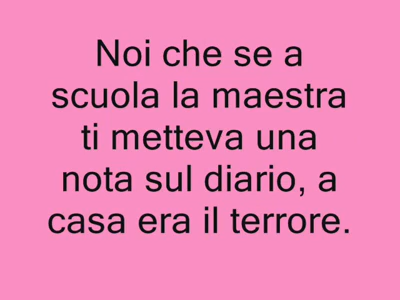 Noi che se a
scuola la maestra
ti metteva una
nota sul diario, a
casa era il terrore.